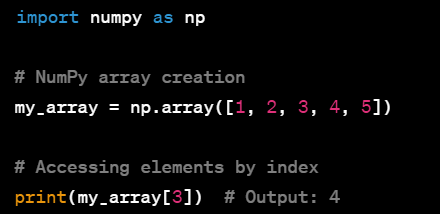 import numpy as np
# NumPy array creation
my_array = np.array([1, 2, 3, 4, 5])
# Accessing elements by index
print(my_array[3])  # Output: 4